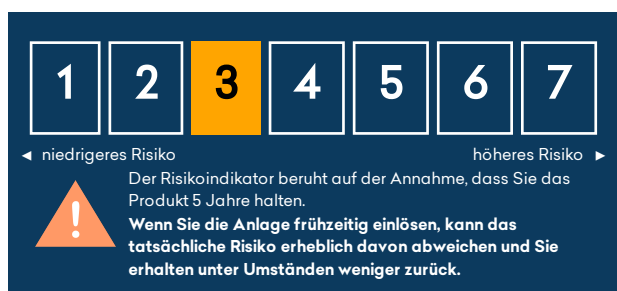 1 2 3 4 5 6 7
◄ niedrigeres Risiko höheres Risiko ►
Der Risikoindikator beruht auf der Annahme, dass Sie das
Produkt 5 Jahre halten.
Wenn Sie die Anlage frühzeitig einlösen, kann das
tatsächliche Risiko erheblich davon abweichen und Sie
erhalten unter Umständen weniger zurück.